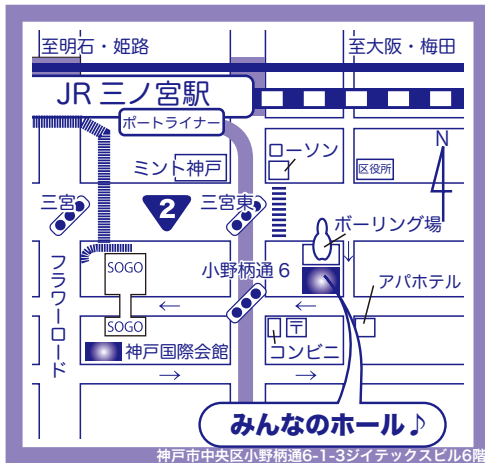 至明石・姫路
至大阪・梅田
JR 三ノ宮駅
ポートライナー
N
ミント神戸
ローソン
区役所
三宮
2
三宮東
ボーリング場
フラワーロード
SOGO
小野柄通 6
アパホテル
SOGO
〒
神戸国際会館
コンビニ
みんなのホール♪
神戸市中央区小野柄通6-1-3ジイテックスビル6階